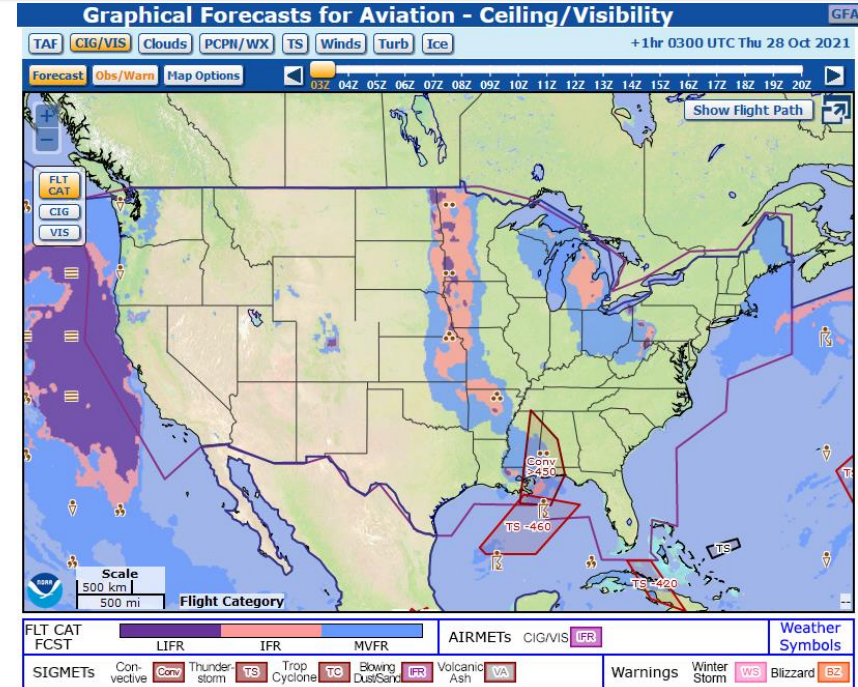 Graphical Forecasts for Aviation - Ceiling/Visibility
GFA
TAF CIG/VIS Clouds PCPN/WX TS Winds Turb Ice +1hr 0300 UTC Thu 28 Oct 2021
Forecast Obs/Warn Map Options 03Z 04Z 05Z 06Z 07Z 08Z 09Z 10Z 11Z 12Z 13Z 14Z 15Z 16Z 17Z 18Z 19Z 20Z
+
−
Show Flight Path
FLT
CAT
CIG
VIS
Conv
>450
TS -460
TS
TS -420
Scale
500 km
500 mi
Flight Category
--
FLT CAT
FCST
LIFR IFR MVFR
AIRMETs CIG/VIS IFR
Weather
Symbols
SIGMETs Con-
vective Conv Thunder-
storm TS Trop
Cyclone TC Blowing
Dust/Sand IFR Volcanic
Ash VA
Warnings Winter
Storm WS Blizzard BZ